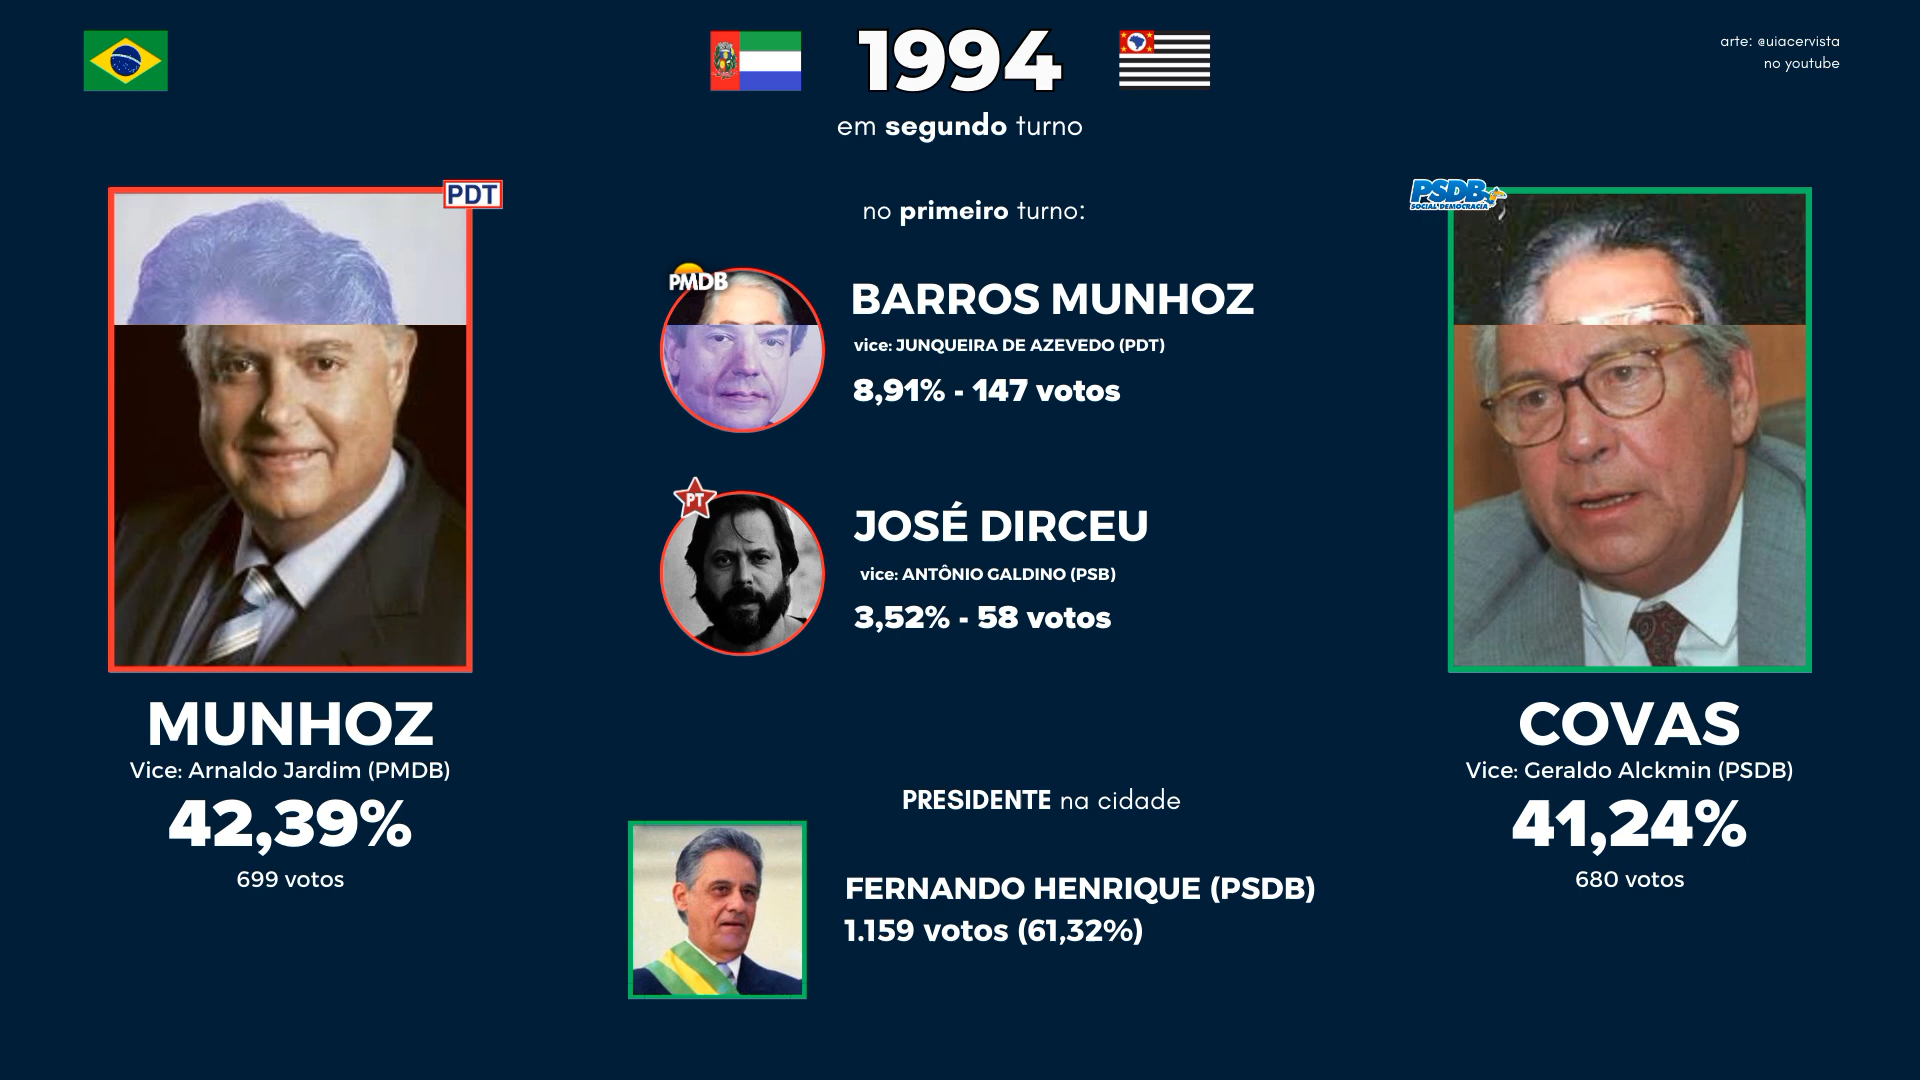 1994
em segundo turno
arte: @uiacervista
no youtube
PDT
MUNHOZ
Vice: Arnaldo Jardim (PMDB)
42,39%
699 votos
no primeiro turno:
PMDB
BARROS MUNHOZ
vice: JUNQUEIRA DE AZEVEDO (PDT)
8,91% - 147 votos
PT
JOSÉ DIRCEU
vice: ANTÔNIO GALDINO (PSB)
3,52% - 58 votos
PRESIDENTE na cidade
FERNANDO HENRIQUE (PSDB)
1.159 votos (61,32%)
PSDB
SOCIAL DEMOCRACIA
COVAS
Vice: Geraldo Alckmin (PSDB)
41,24%
680 votos